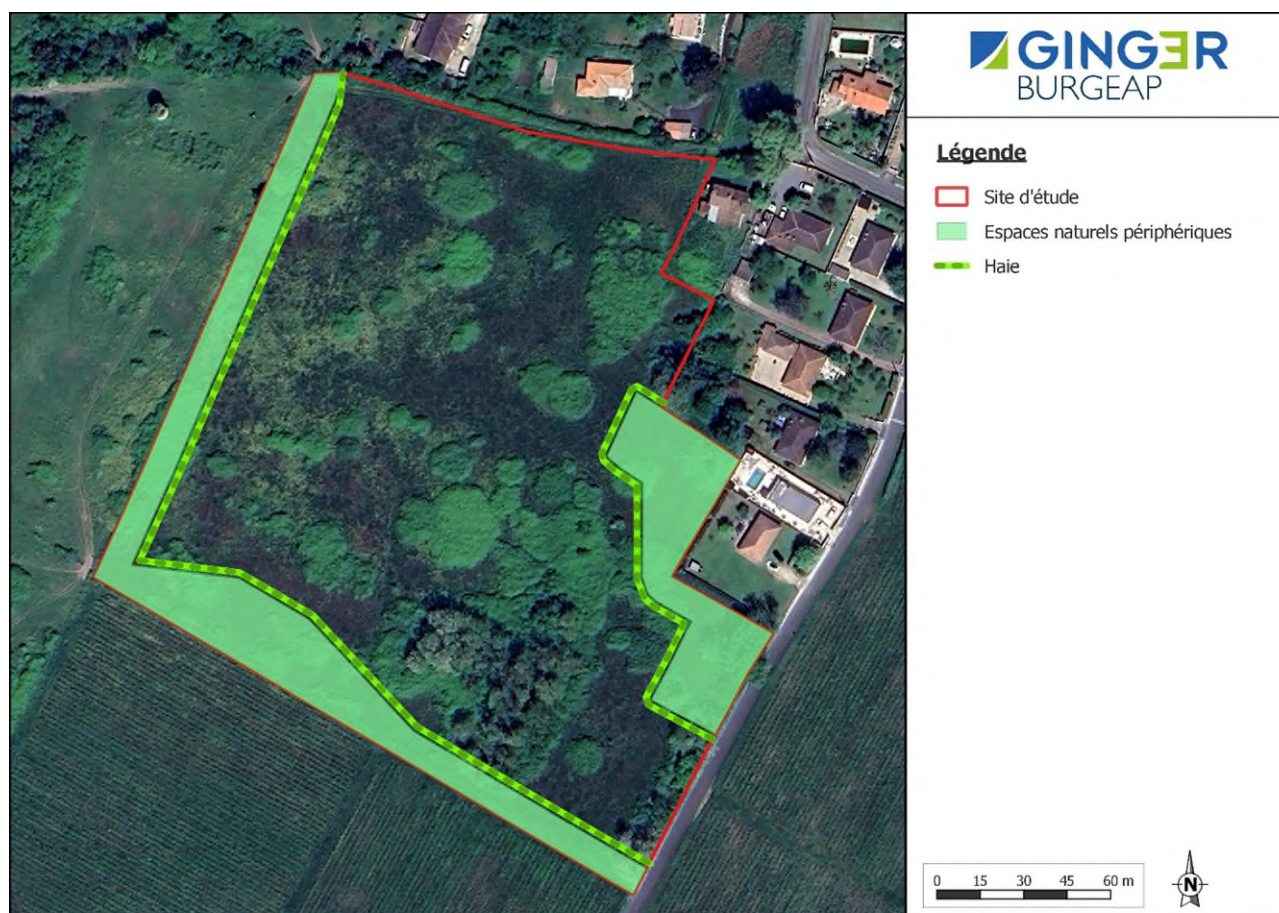 GINGER
BURGEAP
Légende
Site d'étude
Espaces naturels périphériques
Haie
0 15 30 45 60 m
N